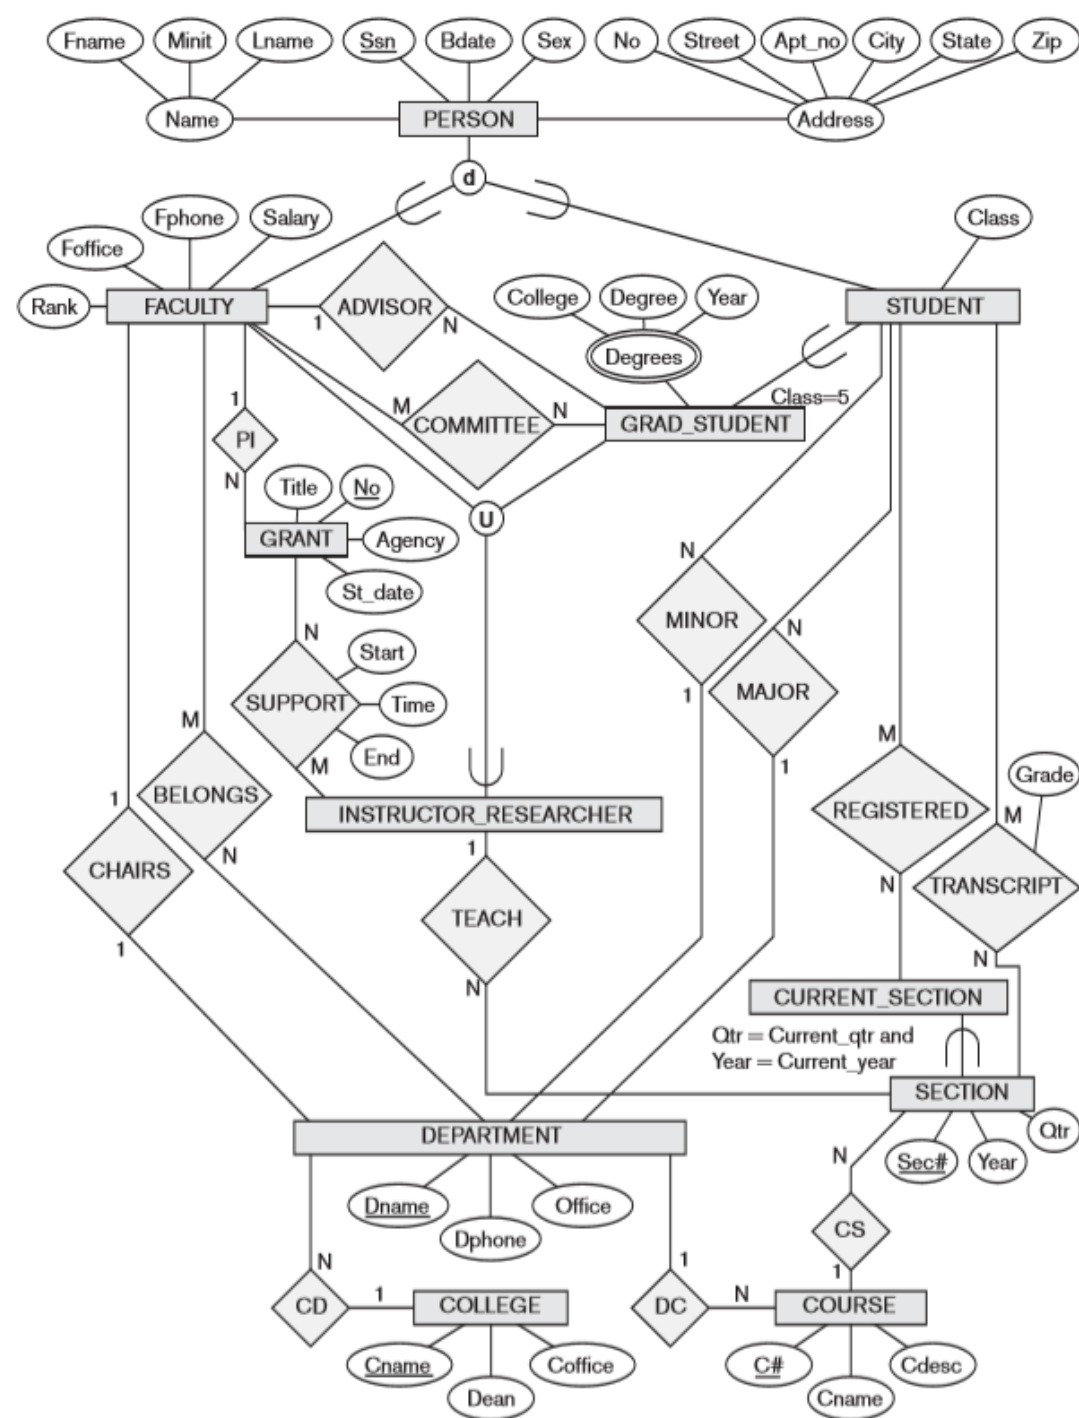 Fname Minit Lname Ssn Bdate Sex No Street Apt_no City State Zip
Name PERSON Address
d
Fphone Salary Class
Foffice
Rank FACULTY 1 ADVISOR N College Degree Year STUDENT
Degrees
Class=5
1 M COMMITTEE N GRAD_STUDENT
PI
N Title No
U
GRANT Agency
St_date N
MINOR
N Start N
SUPPORT Time 1 MAJOR
M End M
1 BELONGS 1 Grade
M
INSTRUCTOR_RESEARCHER REGISTERED M
CHAIRS N 1 N TRANSCRIPT
TEACH
1 N N
CURRENT_SECTION
Qtr = Current_qtr and
Year = Current_year
SECTION
DEPARTMENT Qtr
N Sec# Year
Dname Office
Dphone CS
N 1 1
CD 1 COLLEGE DC N COURSE
Cname Coffice C# Cdesc
Dean Cname